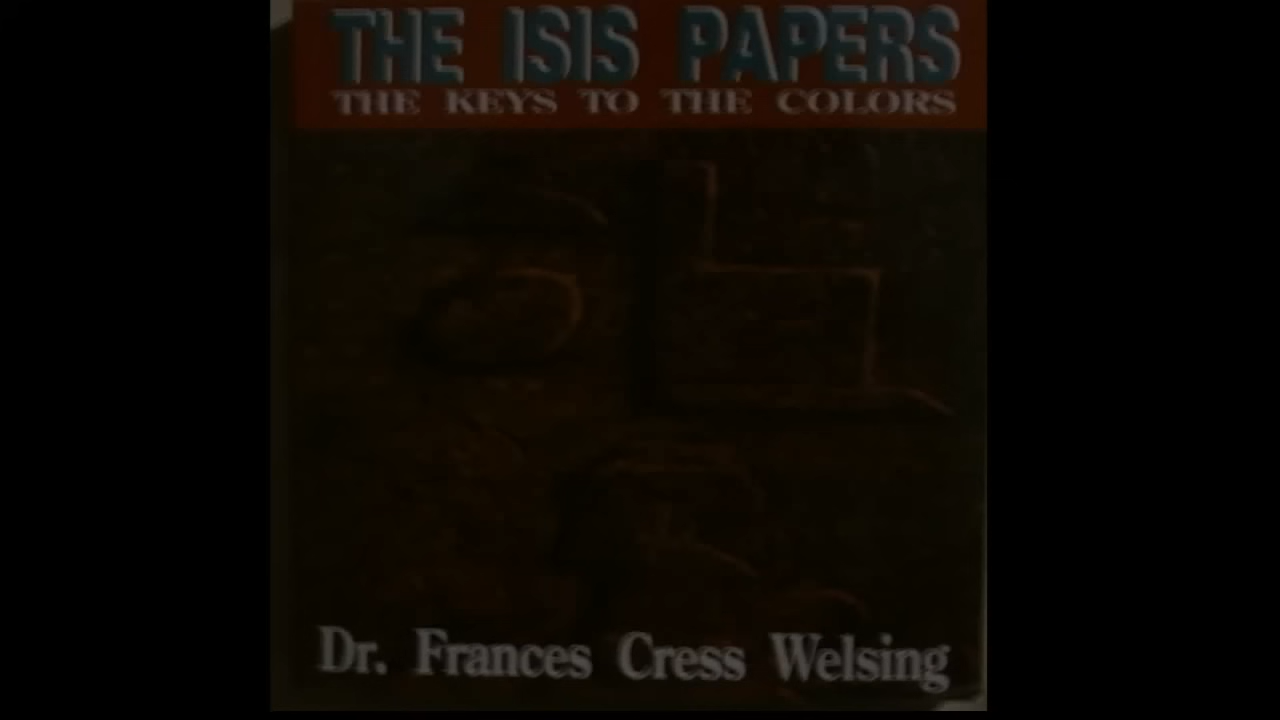 THE ISIS PAPERS
THE KEYS TO THE COLORS
Dr. Frances Cress Welsing